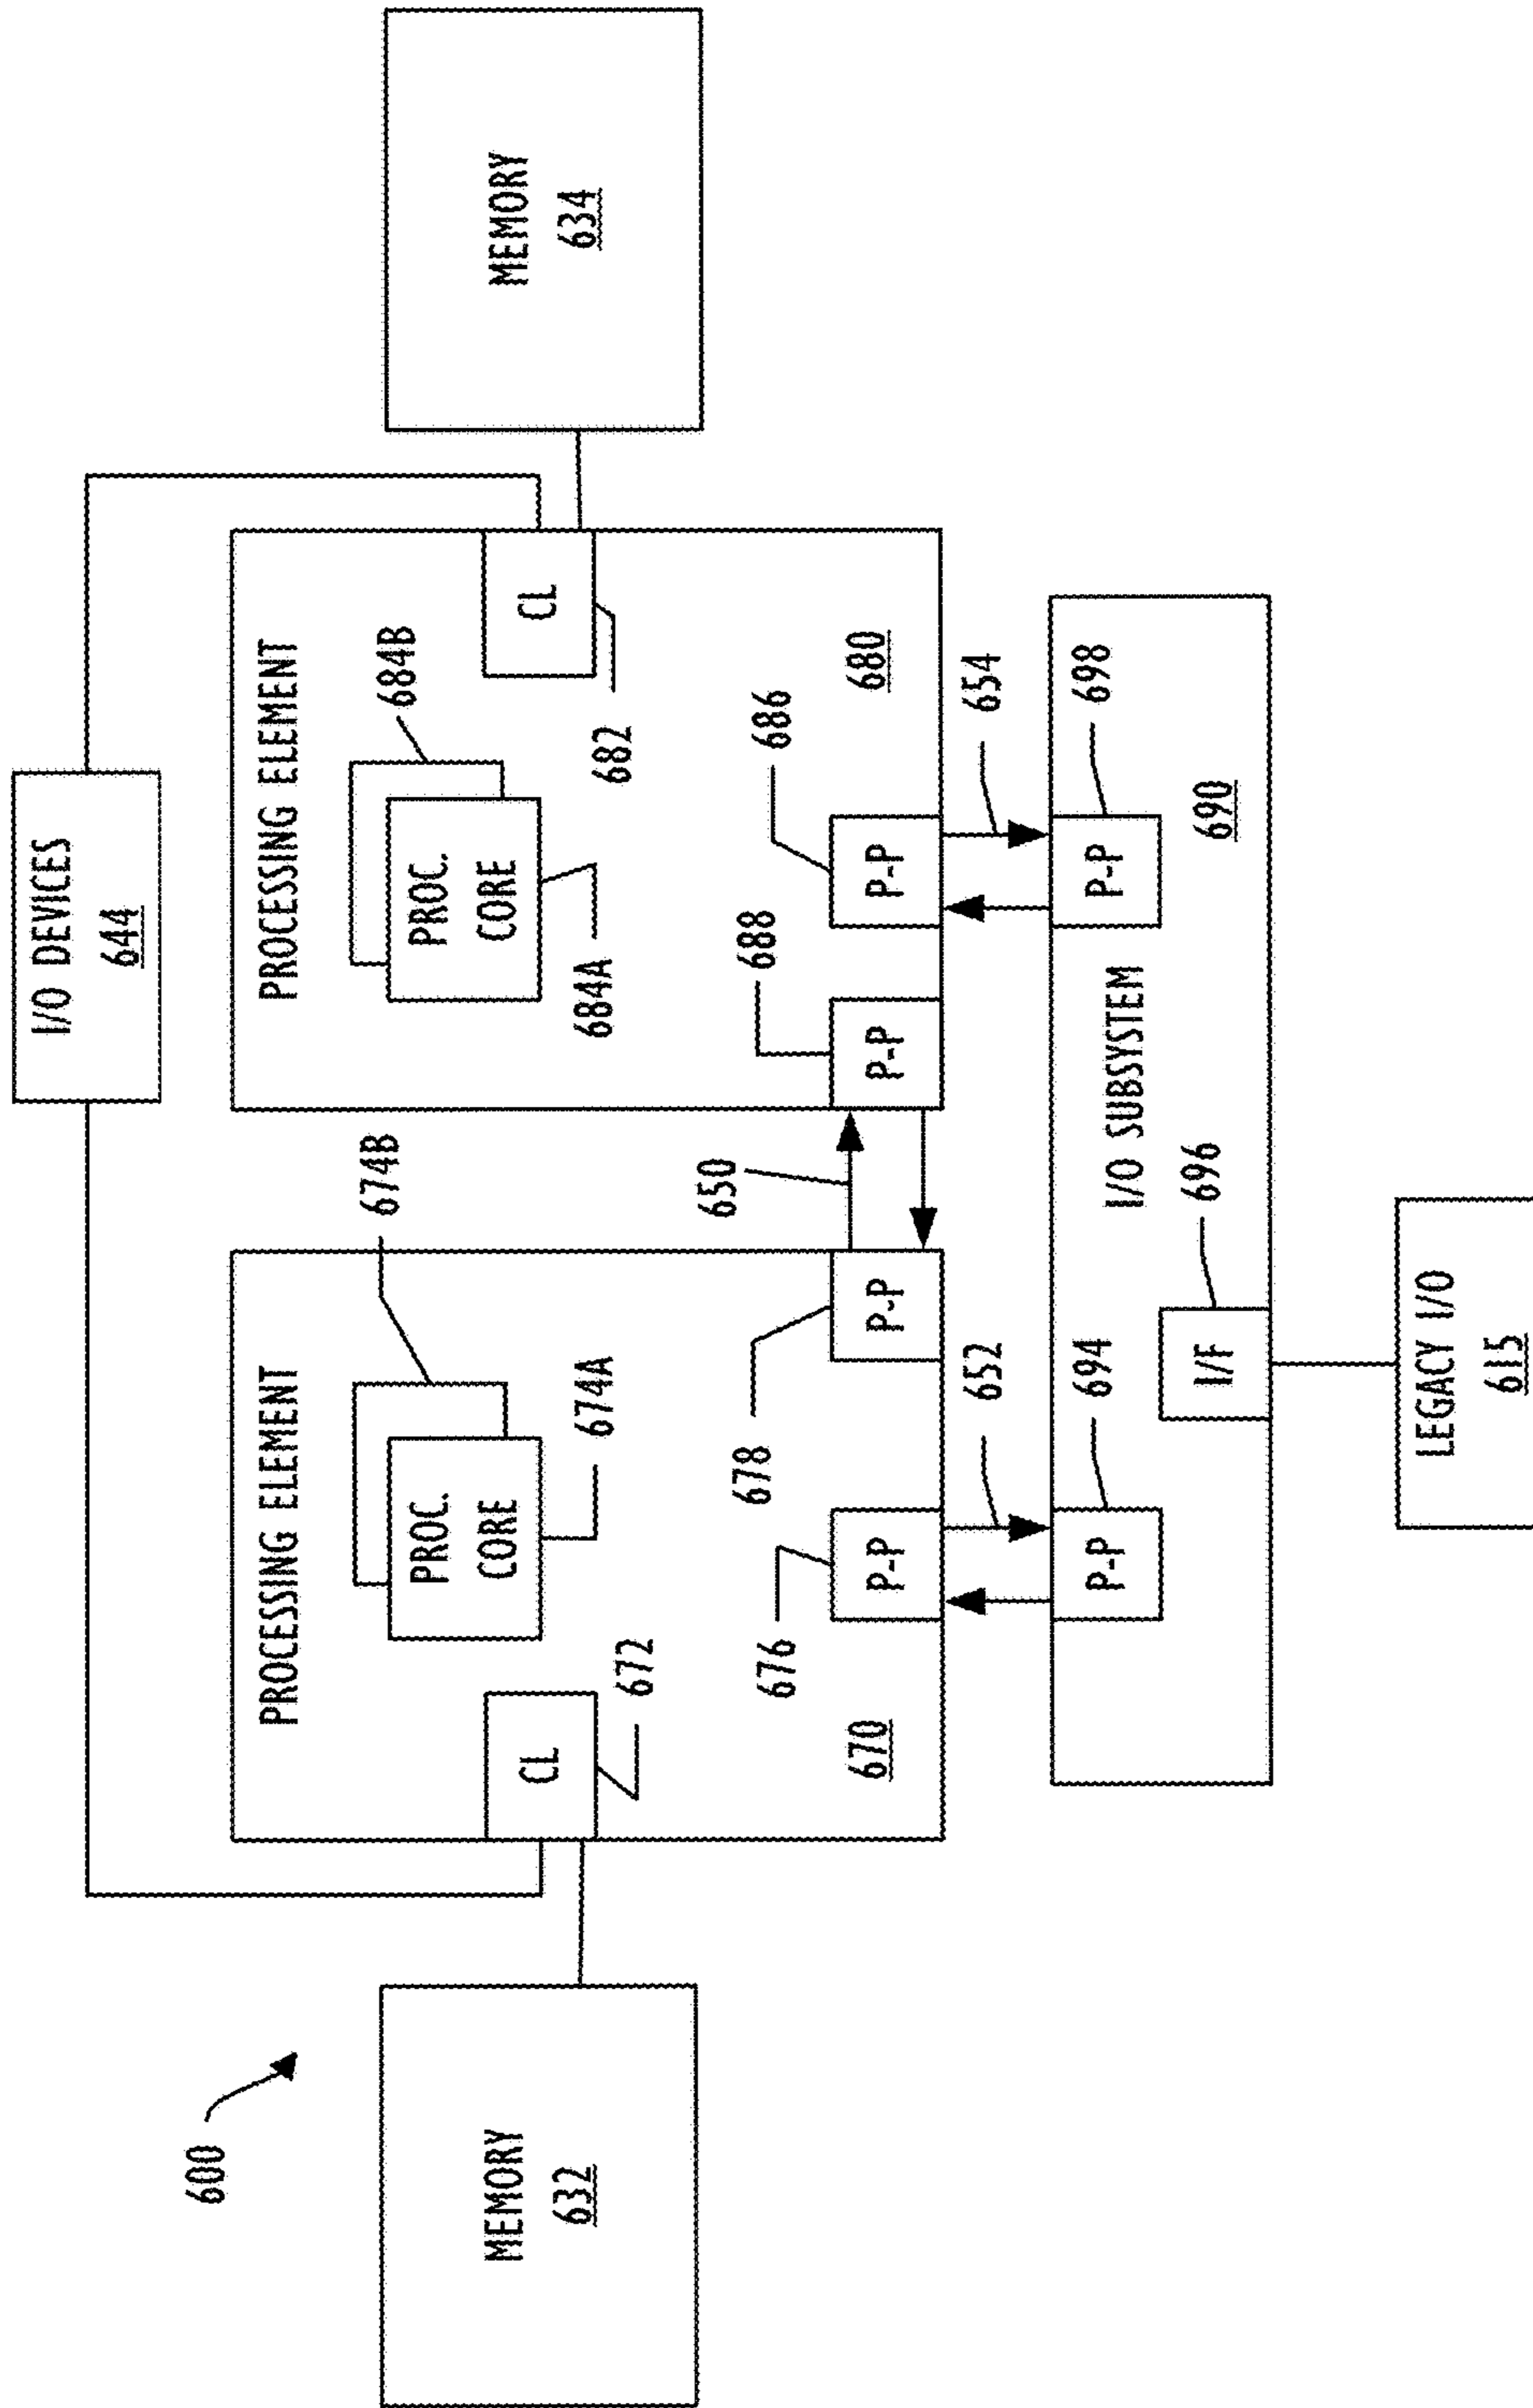 600
I/O DEVICES
644
MEMORY
632
PROCESSING ELEMENT
674B
PROC.
CORE
674A
CL
672
678
P-P
676
P-P
670
650
PROCESSING ELEMENT
684B
PROC.
CORE
684A
CL
682
688
P-P
686
P-P
680
MEMORY
634
652
654
694
P-P
I/O SUBSYSTEM
696
I/F
698
P-P
690
LEGACY I/O
615